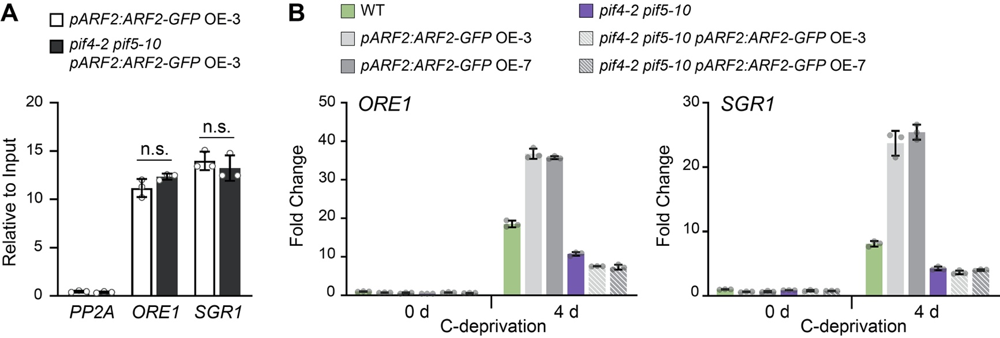 A
pARF2:ARF2-GFP OE-3
pif4-2 pif5-10
pARF2:ARF2-GFP OE-3
Relative to Input
20
15
10
5
0
n.s.
n.s.
PP2A
ORE1
SGR1
B
WT
pARF2:ARF2-GFP OE-3
pARF2:ARF2-GFP OE-7
pif4-2 pif5-10
pif4-2 pif5-10 pARF2:ARF2-GFP OE-3
pif4-2 pif5-10 pARF2:ARF2-GFP OE-7
ORE1
Fold Change
50
40
30
20
10
0
0 d
4 d
C-deprivation
SGR1
Fold Change
30
20
10
0
0 d
4 d
C-deprivation